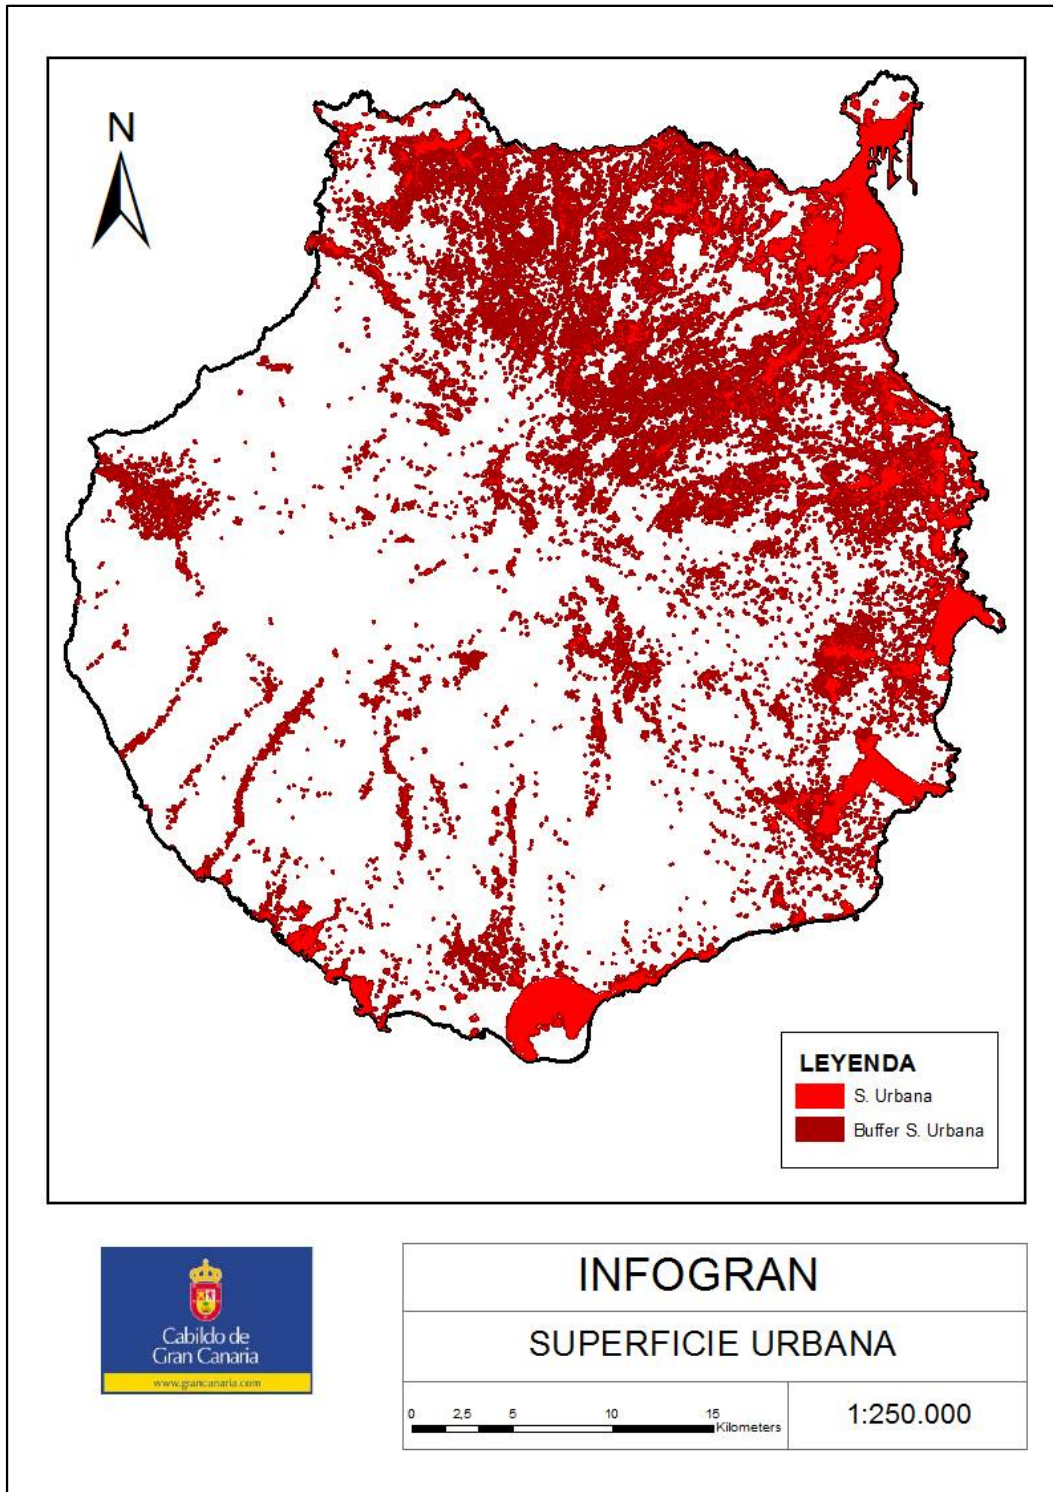 N
LEYENDA
S. Urbana
Buffer S. Urbana
Cabildo de
Gran Canaria
www.grancanaria.com
INFOGRAN
SUPERFICIE URBANA
0 2,5 5 10 15
Kilometers
1:250.000